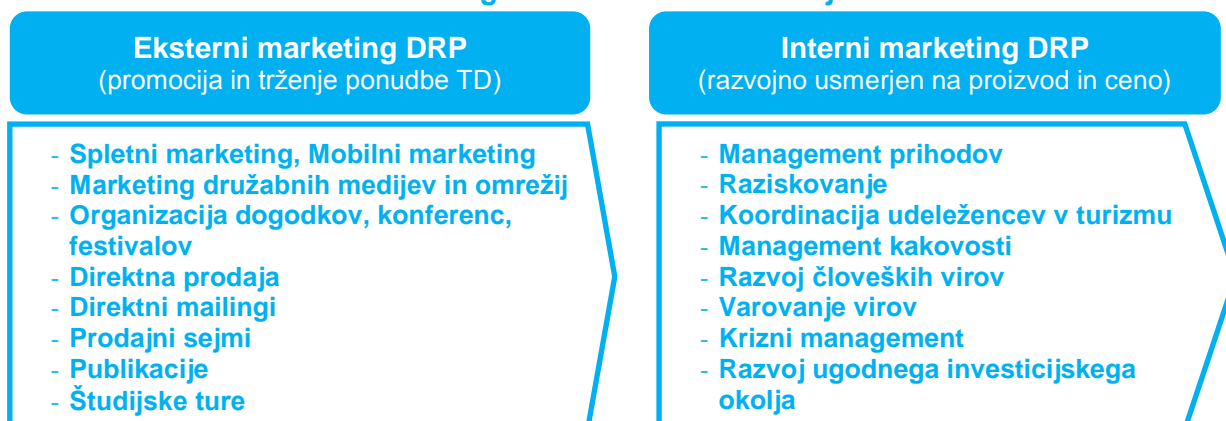 Eksterni marketing DRP
(promocija in trženje ponudbe TD)
- Spletni marketing, Mobilni marketing
- Marketing družabnih medijev in omrežij
- Organizacija dogodkov, konferenc,
festivalov
- Direktna prodaja
- Direktni mailingi
- Prodajni sejmi
- Publikacije
- Študijske ture
Interni marketing DRP
(razvojno usmerjen na proizvod in ceno)
- Management prihodov
- Raziskovanje
- Koordinacija udeležencev v turizmu
- Management kakovosti
- Razvoj človeških virov
- Varovanje virov
- Krizni management
- Razvoj ugodnega investicijskega
okolja